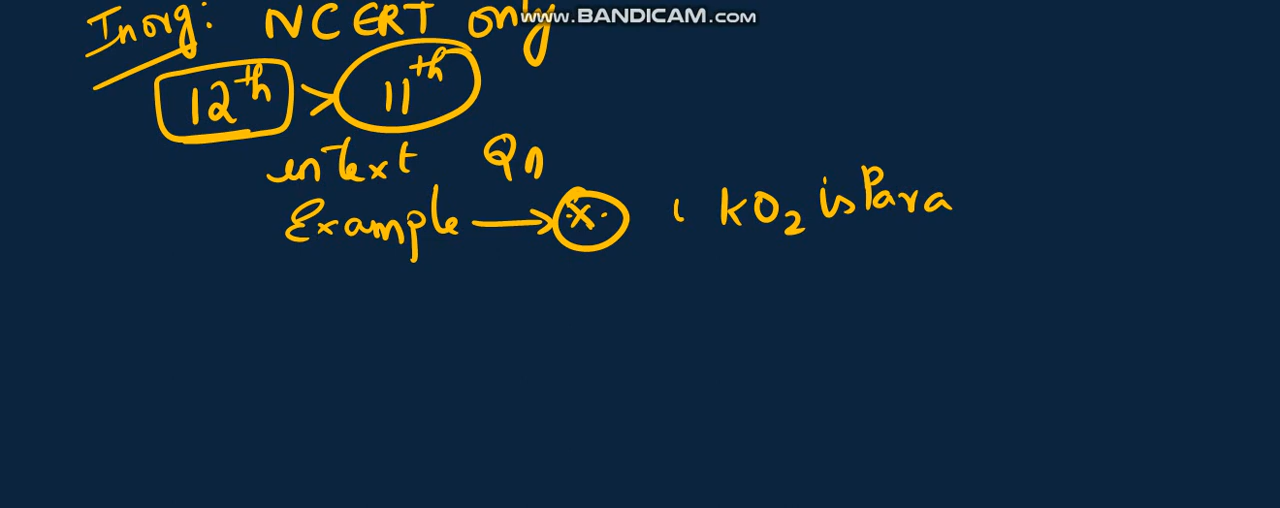 www.BANDICAM.com
Inorg: NCERT only
12th > 11th
inText Qn
Example → * KO2 is Para